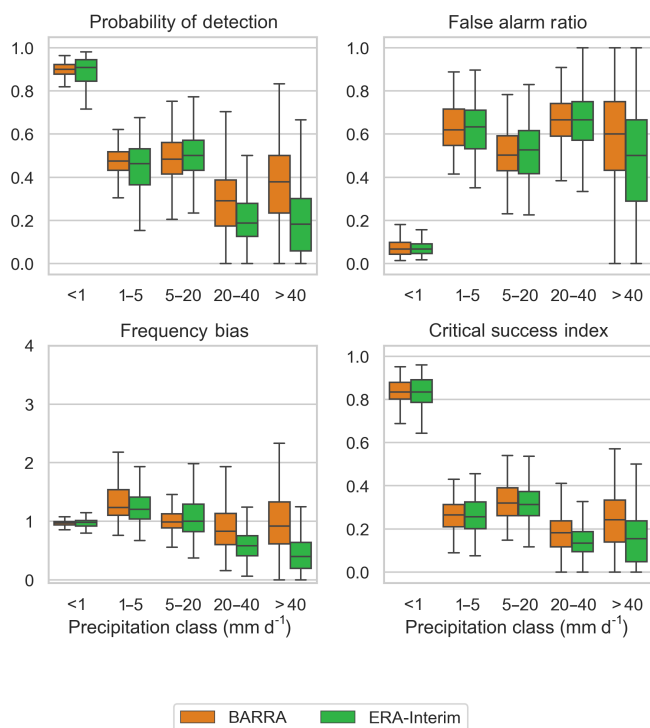 Probability of detection
1.0
0.8
0.6
0.4
0.2
0.0
<1 1–5 5–20 20–40 >40
False alarm ratio
1.0
0.8
0.6
0.4
0.2
0.0
<1 1–5 5–20 20–40 >40
Frequency bias
4
3
2
1
0
<1 1–5 5–20 20–40 >40
Precipitation class (mm d⁻¹)
Critical success index
1.0
0.8
0.6
0.4
0.2
0.0
<1 1–5 5–20 20–40 >40
Precipitation class (mm d⁻¹)
BARRA ERA-Interim